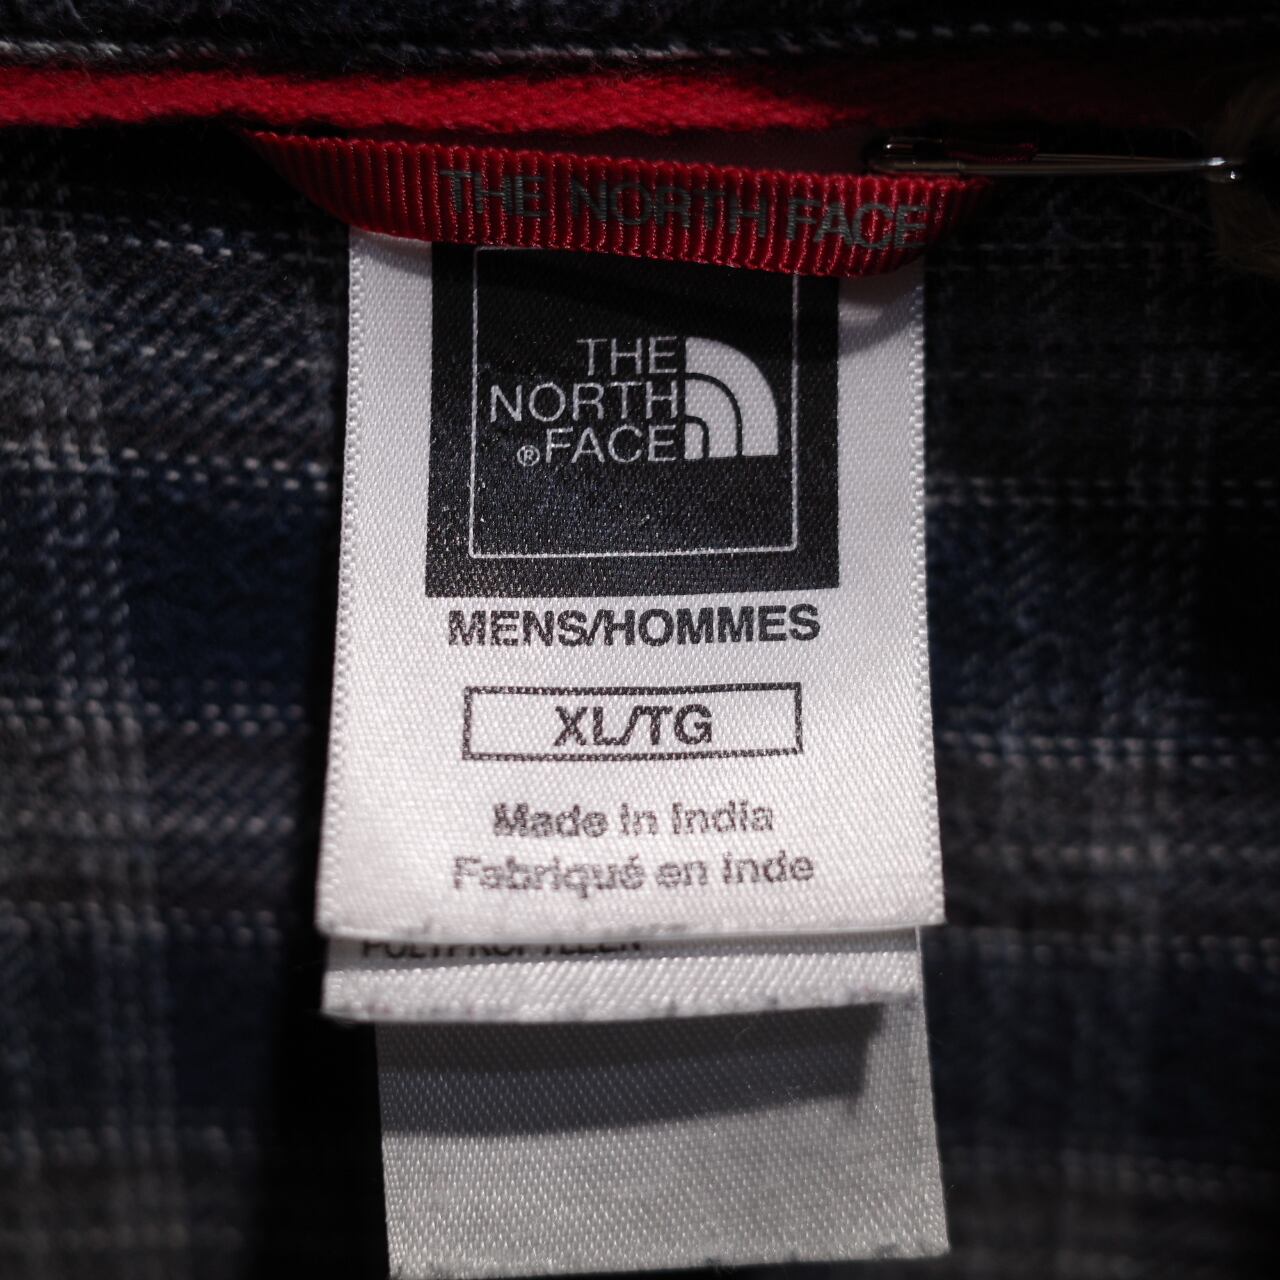 THE NORTH FACE
THE
NORTH
®FACE
MENS/HOMMES
XL/TG
Made in India
Fabriqué en Inde